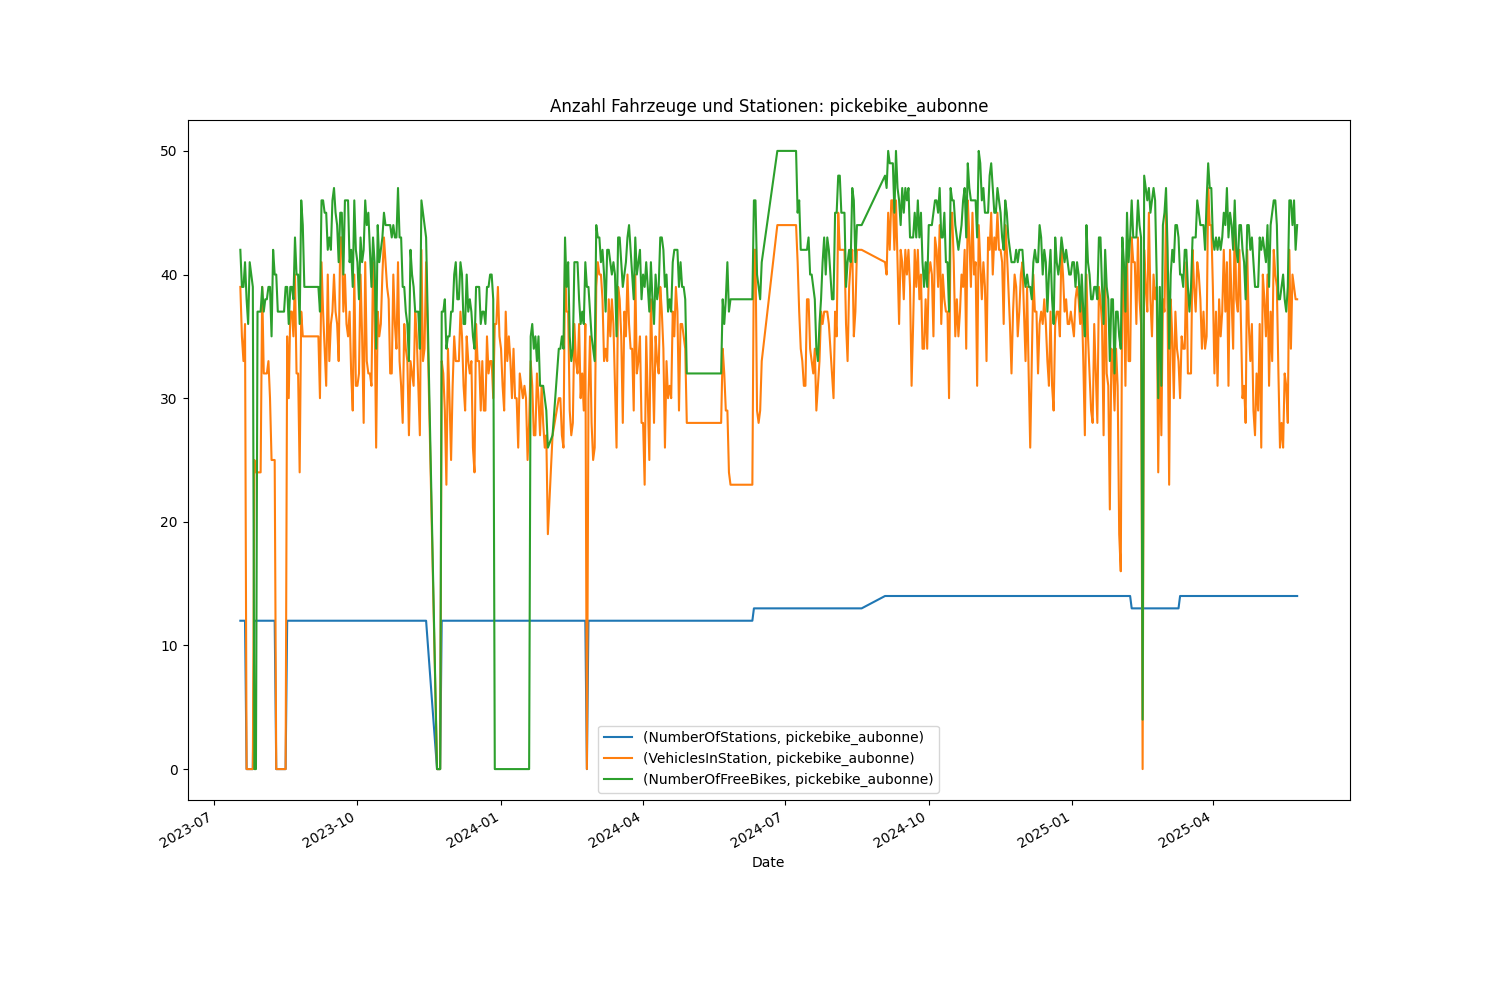 Anzahl Fahrzeuge und Stationen: pickebike_aubonne
50
40
30
20
10
0
(NumberOfStations, pickebike_aubonne)
(VehiclesInStation, pickebike_aubonne)
(NumberOfFreeBikes, pickebike_aubonne)
2023-07
2023-10
2024-01
2024-04
2024-07
2024-10
2025-01
2025-04
Date